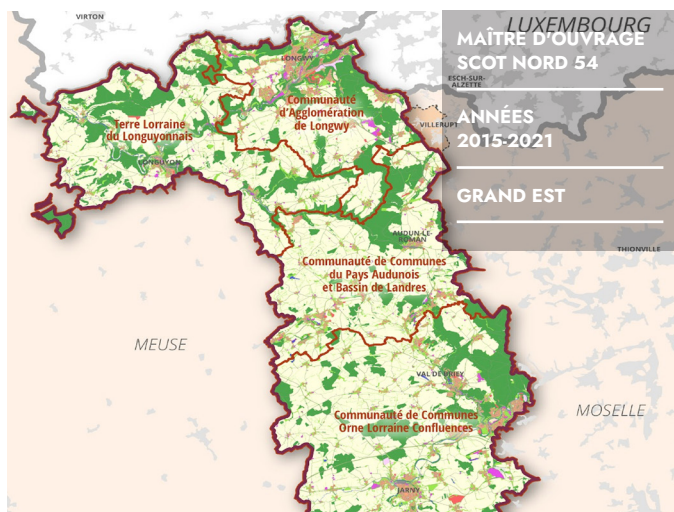 VIRTON
LUXEMBOURG
MAÎTRE D'OUVRAGE
SCOT NORD 54
LONGWY
ESCH-SUR-
ALZETTE
Communauté
d'Agglomération
de Longwy
ANNÉES
2015-2021
Terre Lorraine
du Longuyonnais
VILLERUPT
LONGUYON
GRAND EST
AUDUN-LE-
ROMAN
THIONVILLE
Communauté de Communes
du Pays Audunois
et Bassin de Landres
MEUSE
VAL DE BRIEY
MOSELLE
Communauté de Communes
Orne Lorraine Confluences
JARNY